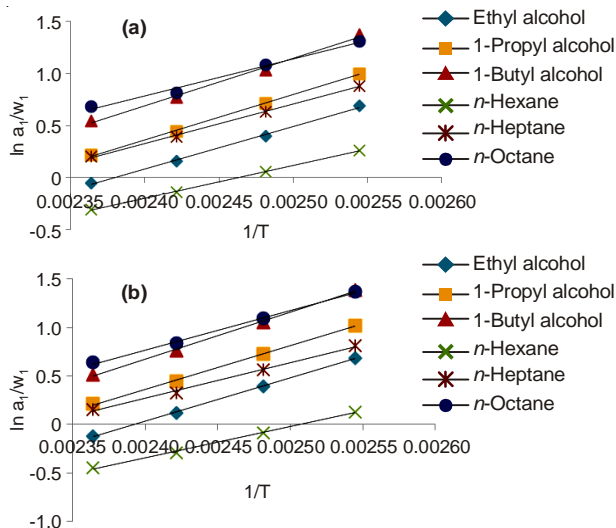 (a)
ln a₁/w₁
1.5
1.0
0.5
0
-0.5
0.00235 0.00240 0.00245 0.00250 0.00255 0.00260
1/T
Ethyl alcohol
1-Propyl alcohol
1-Butyl alcohol
n-Hexane
n-Heptane
n-Octane
(b)
ln a₁/w₁
2.0
1.5
1.0
0.5
0.0
-0.5
-1.0
0.00235 0.00240 0.00245 0.00250 0.00255 0.00260
1/T
Ethyl alcohol
1-Propyl alcohol
1-Butyl alcohol
n-Hexane
n-Heptane
n-Octane